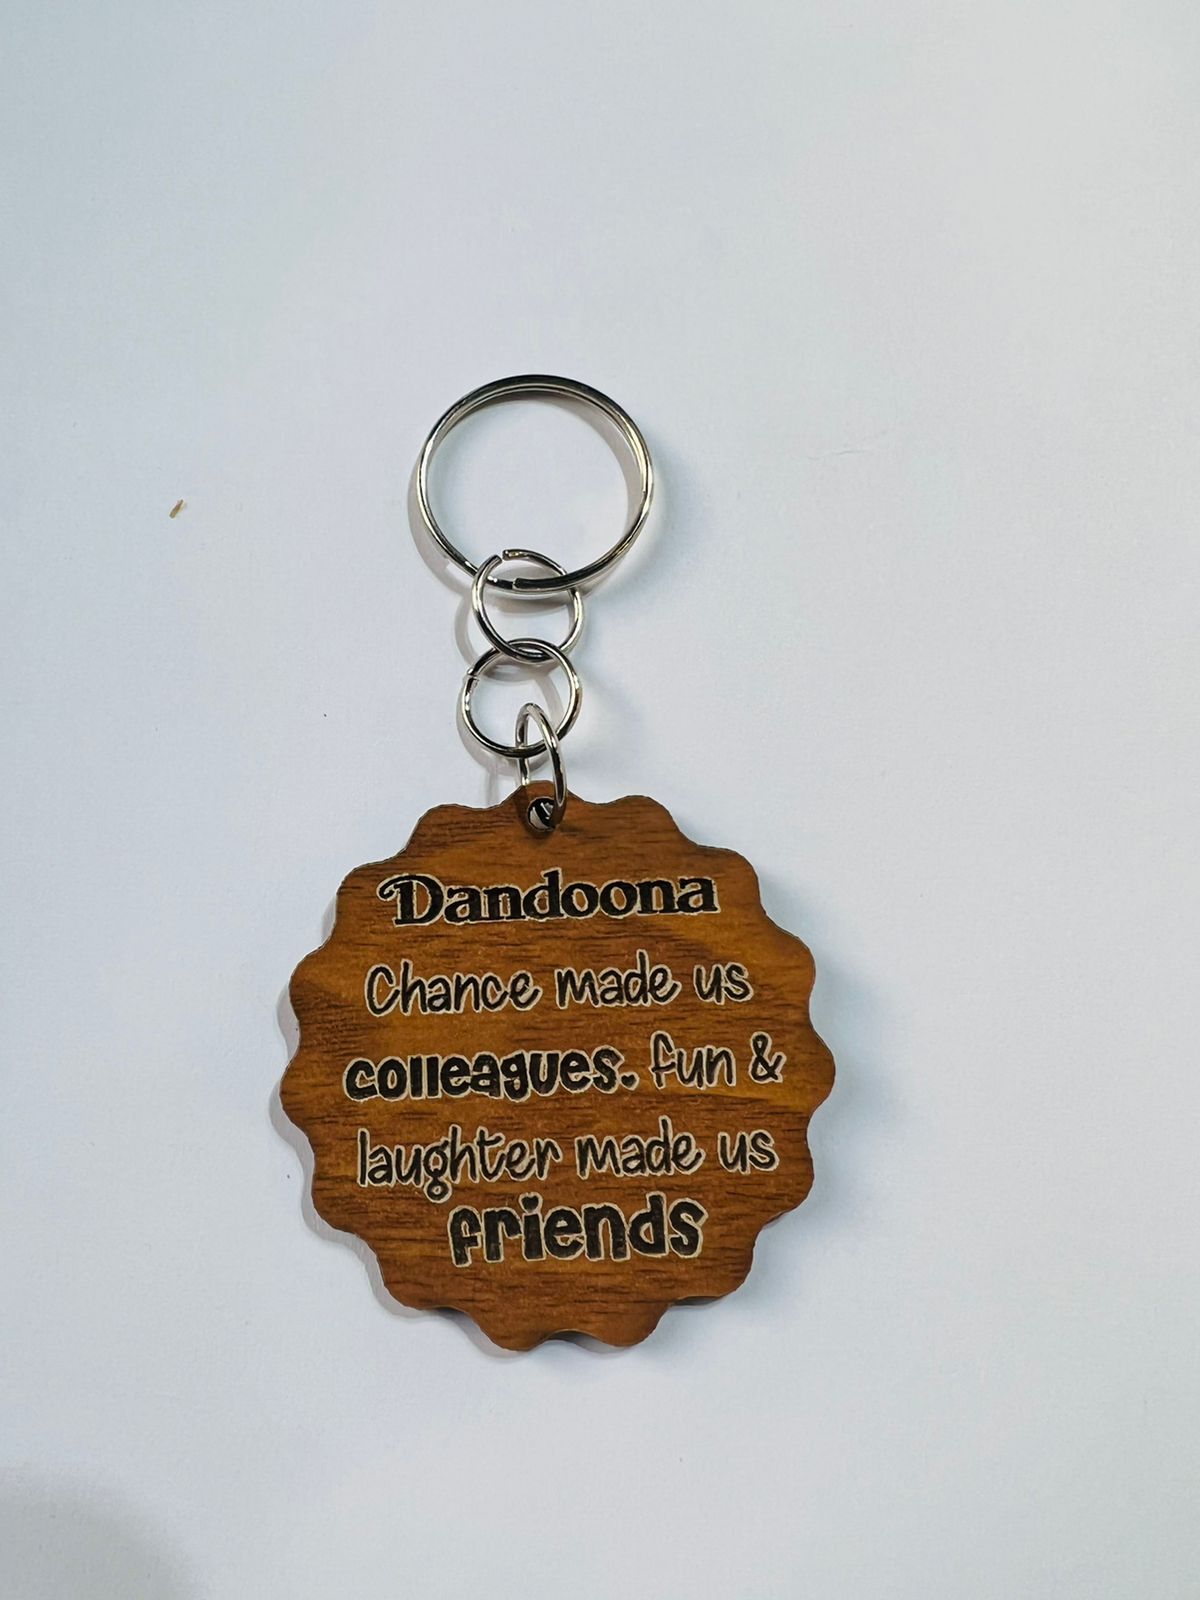 Dandoona
Chance made us
colleagues. fun &
laughter made us
friends